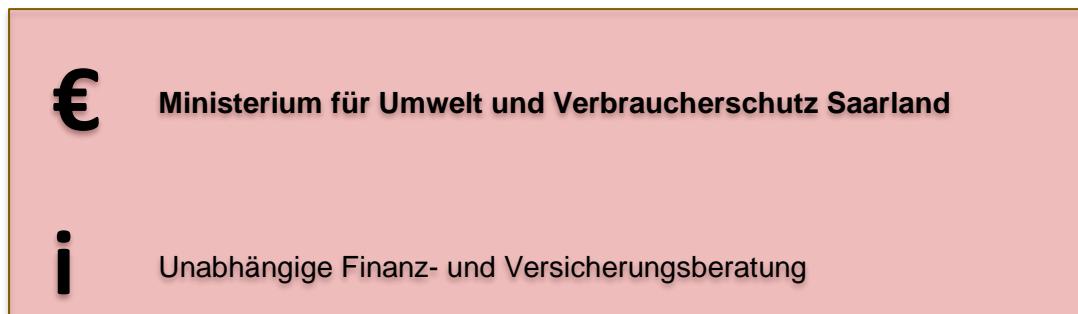 € Ministerium für Umwelt und Verbraucherschutz Saarland
i Unabhängige Finanz- und Versicherungsberatung